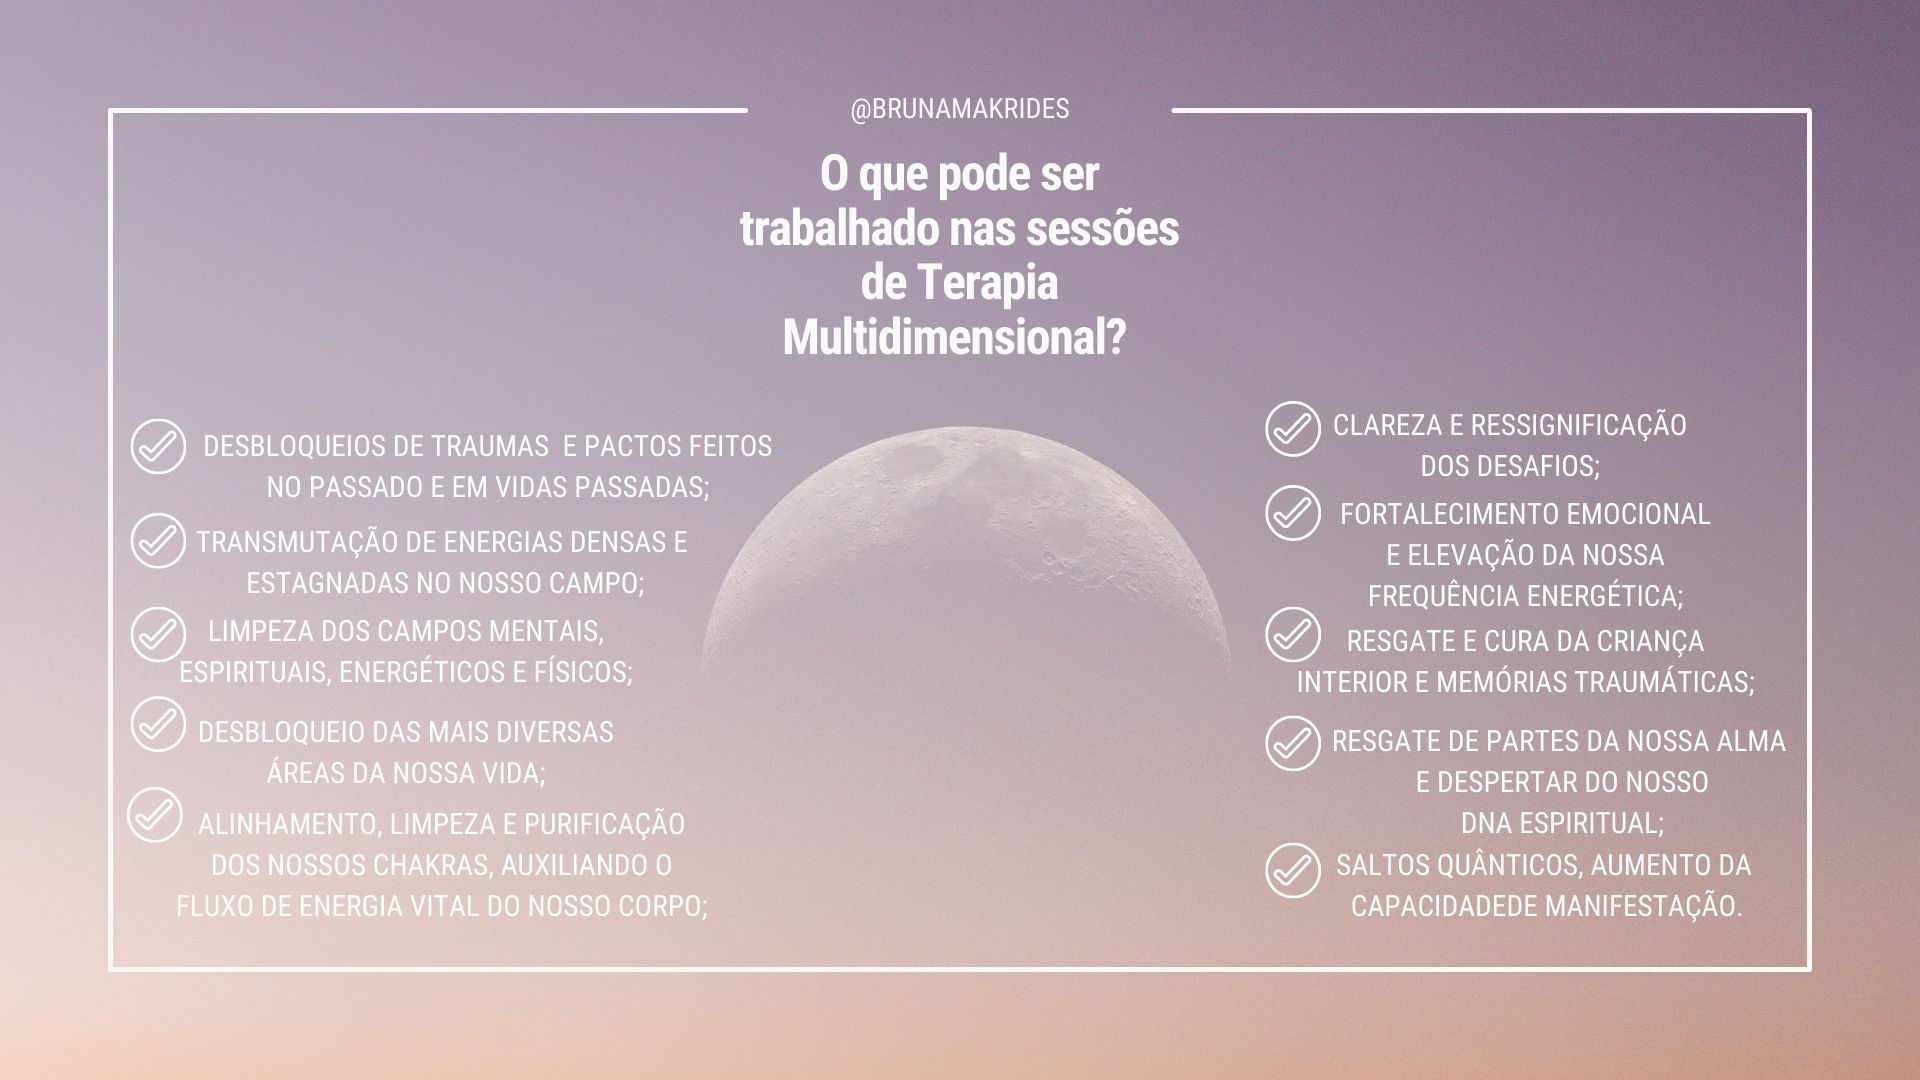 @BRUNAMAKRIDES
O que pode ser
trabalhado nas sessões
de Terapia
Multidimensional?
DESBLOQUEIOS DE TRAUMAS E PACTOS FEITOS
NO PASSADO E EM VIDAS PASSADAS;
TRANSMUTAÇÃO DE ENERGIAS DENSAS E
ESTAGNADAS NO NOSSO CAMPO;
LIMPEZA DOS CAMPOS MENTAIS,
ESPIRITUAIS, ENERGÉTICOS E FÍSICOS;
DESBLOQUEIO DAS MAIS DIVERSAS
ÁREAS DA NOSSA VIDA;
ALINHAMENTO, LIMPEZA E PURIFICAÇÃO
DOS NOSSOS CHAKRAS, AUXILIANDO O
FLUXO DE ENERGIA VITAL DO NOSSO CORPO;
CLAREZA E RESSIGNIFICAÇÃO
DOS DESAFIOS;
FORTALECIMENTO EMOCIONAL
E ELEVAÇÃO DA NOSSA
FREQUÊNCIA ENERGÉTICA;
RESGATE E CURA DA CRIANÇA
INTERIOR E MEMÓRIAS TRAUMÁTICAS;
RESGATE DE PARTES DA NOSSA ALMA
E DESPERTAR DO NOSSO
DNA ESPIRITUAL;
SALTOS QUÂNTICOS, AUMENTO DA
CAPACIDADEDE MANIFESTAÇÃO.